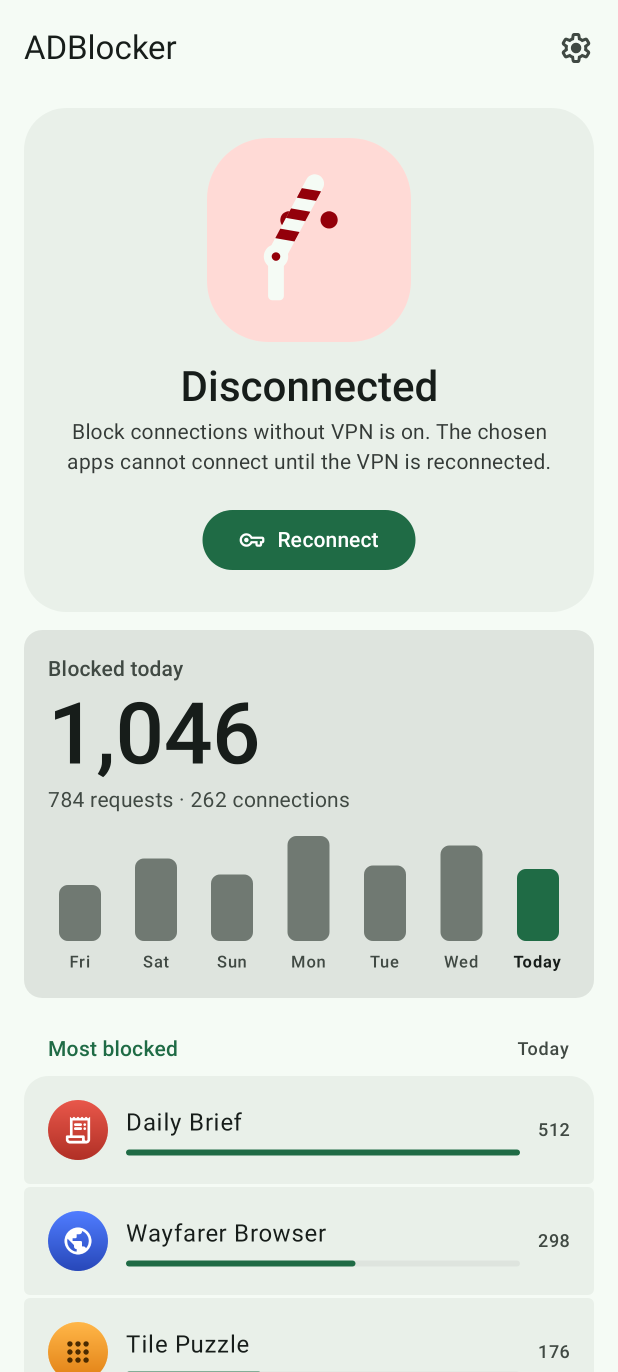 ADBlocker
Disconnected
Block connections without VPN is on. The chosen
apps cannot connect until the VPN is reconnected.
Reconnect
Blocked today
1,046
784 requests · 262 connections
Fri Sat Sun Mon Tue Wed Today
Most blocked Today
Daily Brief 512
Wayfarer Browser 298
Tile Puzzle 176